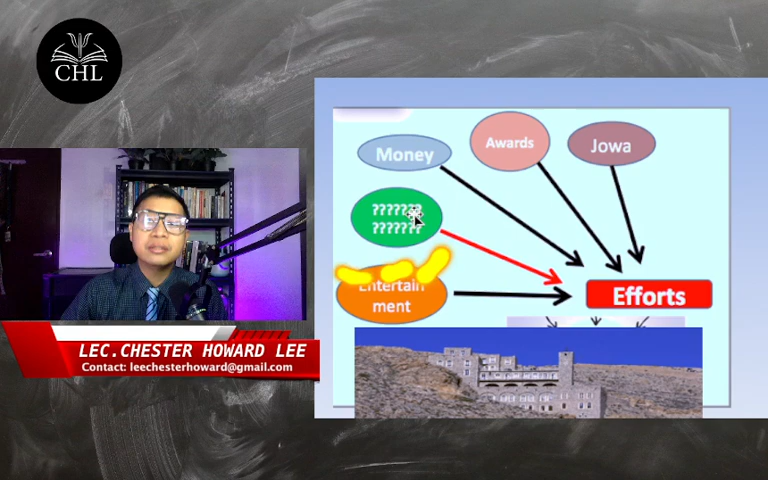 CHL
Money
Awards
Jowa
???????
???????
Entertain
ment
Efforts
LEC.CHESTER HOWARD LEE
Contact: leechesterhoward@gmail.com